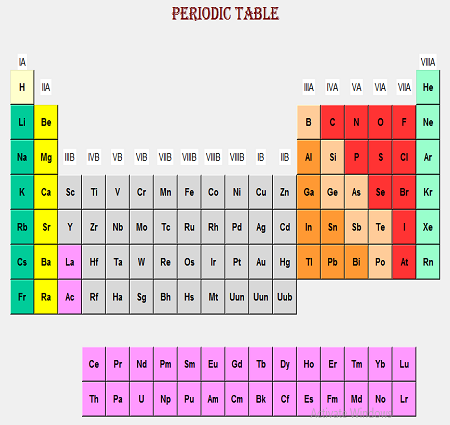 PERIODIC TABLE
IA VIIIA
H IIA IIIA IVA VA VIA VIIA He
Li Be B C N O F Ne
Na Mg IIIB IVB VB VIB VIIB VIIIB VIIIB VIIIB IB IIB Al Si P S Cl Ar
K Ca Sc Ti V Cr Mn Fe Co Ni Cu Zn Ga Ge As Se Br Kr
Rb Sr Y Zr Nb Mo Tc Ru Rh Pd Ag Cd In Sn Sb Te I Xe
Cs Ba La Hf Ta W Re Os Ir Pt Au Hg Tl Pb Bi Po At Rn
Fr Ra Ac Rf Ha Sg Bh Hs Mt Uun Uun Uub
Ce Pr Nd Pm Sm Eu Gd Tb Dy Ho Er Tm Yb Lu
Th Pa U Np Pu Am Cm Bk Cf Es Fm Md No Lr
Activate Windows